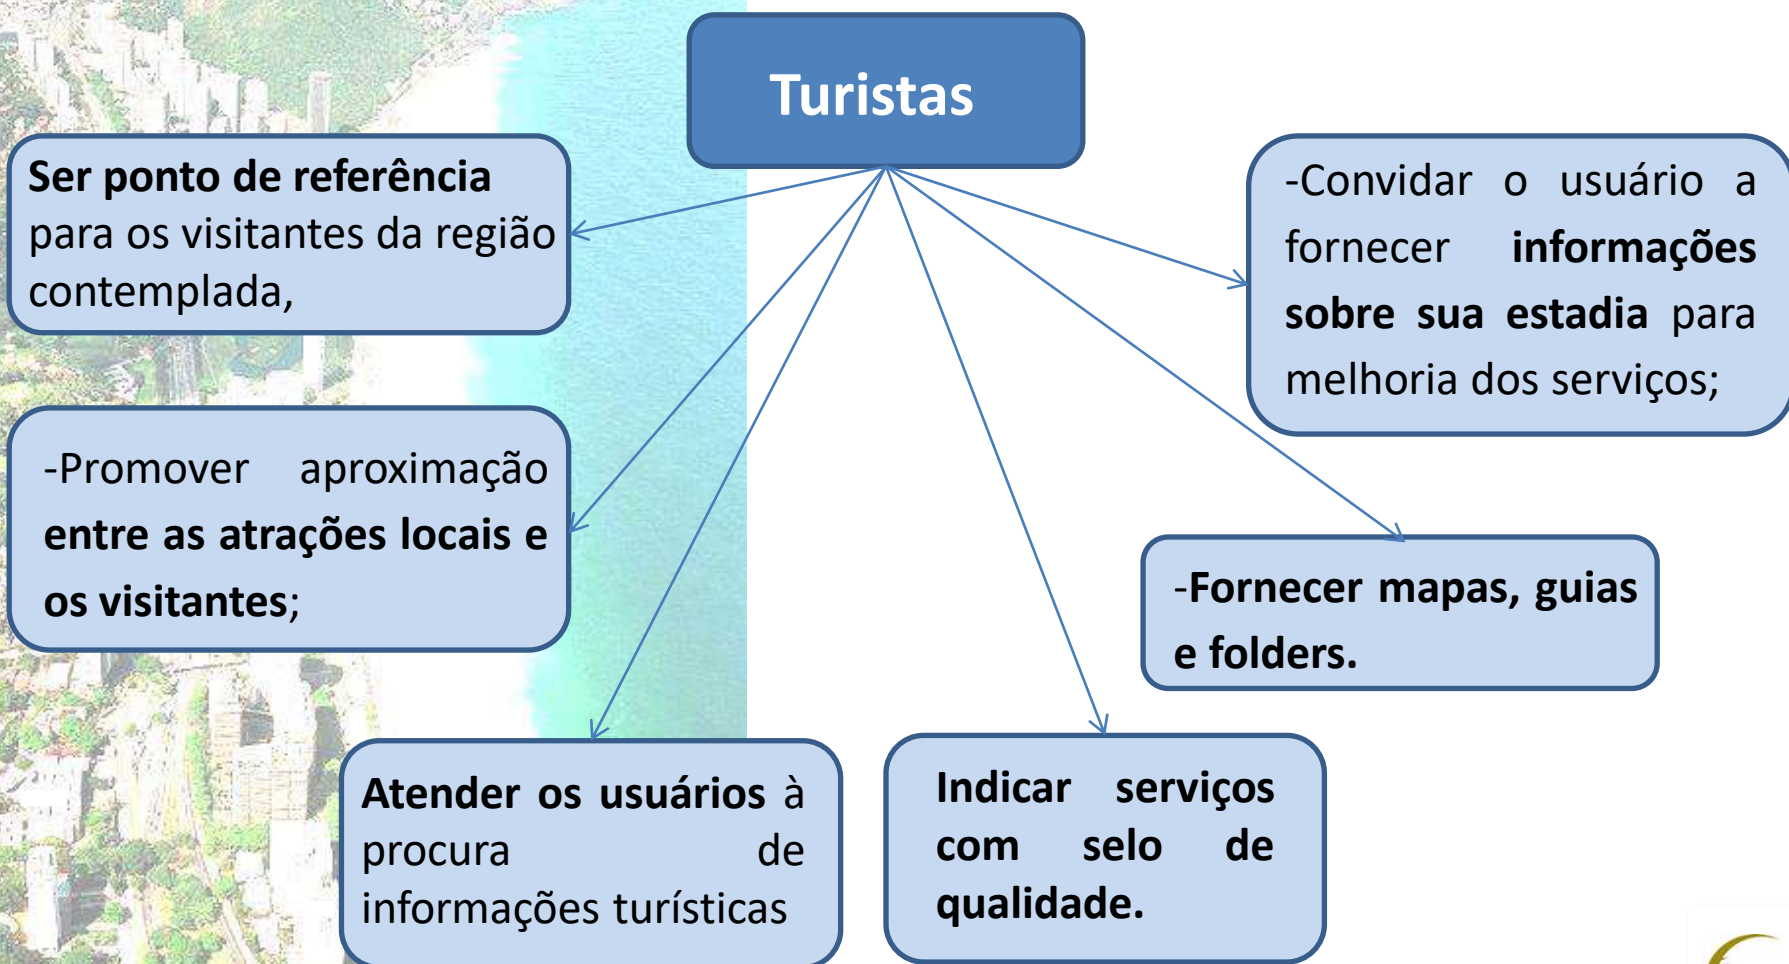 Turistas
Ser ponto de referência
para os visitantes da região
contemplada,
-Convidar o usuário a
fornecer informações
sobre sua estadia para
melhoria dos serviços;
-Promover aproximação
entre as atrações locais e
os visitantes;
-Fornecer mapas, guias
e folders.
Atender os usuários à
procura de
informações turísticas
Indicar serviços
com selo de
qualidade.